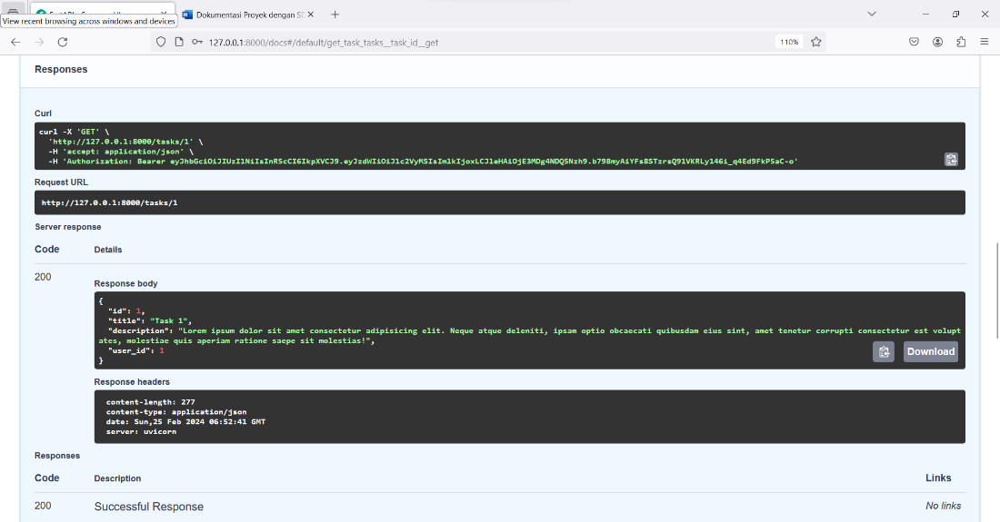 View recent browsing across windows and devices
Dokumentasi Proyek dengan
127.0.0.1:8000/docs#/default/get_task_tasks__task_id__get
110%
Responses
Curl
curl -X 'GET' \
'http://127.0.0.1:8000/tasks/1' \
-H 'accept: application/json' \
-H 'Authorization: Bearer
Request URL
http://127.0.0.1:8000/tasks/1
Server response
Code Details
200
Response body
{
"id": 1,
"title": "Task 1",
"description": "Lorem ipsum dolor sit amet consectetur adipisicing elit. Neque atque deleniti, ipsam optio obcaecati quibusdam eius sint, amet tenetur corrupti consectetur est volupt
ates, molestiae quis aperiam ratione saepe sit molestias!",
"user_id": 1
}
Download
Response headers
content-length: 277
content-type: application/json
date: Sun,25 Feb 2024 06:52:41 GMT
server: uvicorn
Responses
Code Description Links
200 Successful Response No links